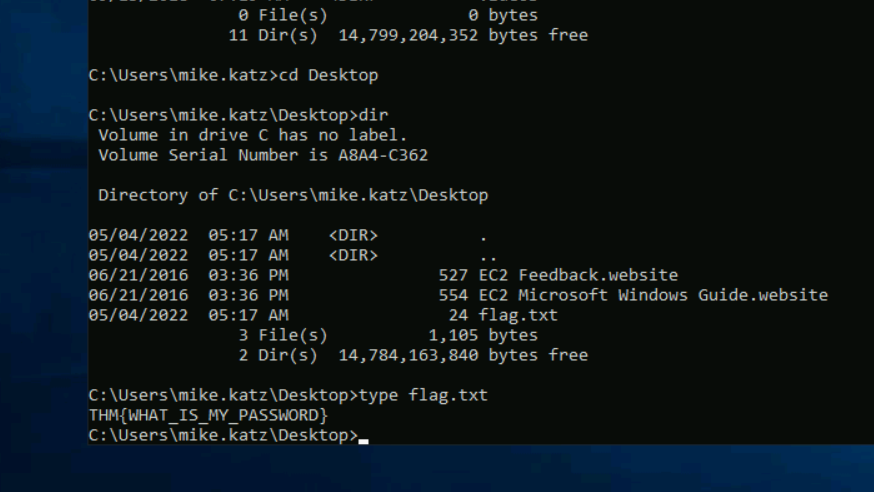 0 File(s) 0 bytes
11 Dir(s) 14,799,204,352 bytes free
C:\Users\mike.katz>cd Desktop
C:\Users\mike.katz\Desktop>dir
Volume in drive C has no label.
Volume Serial Number is A8A4-C362
Directory of C:\Users\mike.katz\Desktop
05/04/2022 05:17 AM <DIR> .
05/04/2022 05:17 AM <DIR> ..
06/21/2016 03:36 PM 527 EC2 Feedback.website
06/21/2016 03:36 PM 554 EC2 Microsoft Windows Guide.website
05/04/2022 05:17 AM 24 flag.txt
3 File(s) 1,105 bytes
2 Dir(s) 14,784,163,840 bytes free
C:\Users\mike.katz\Desktop>type flag.txt
THM{WHAT_IS_MY_PASSWORD}
C:\Users\mike.katz\Desktop>